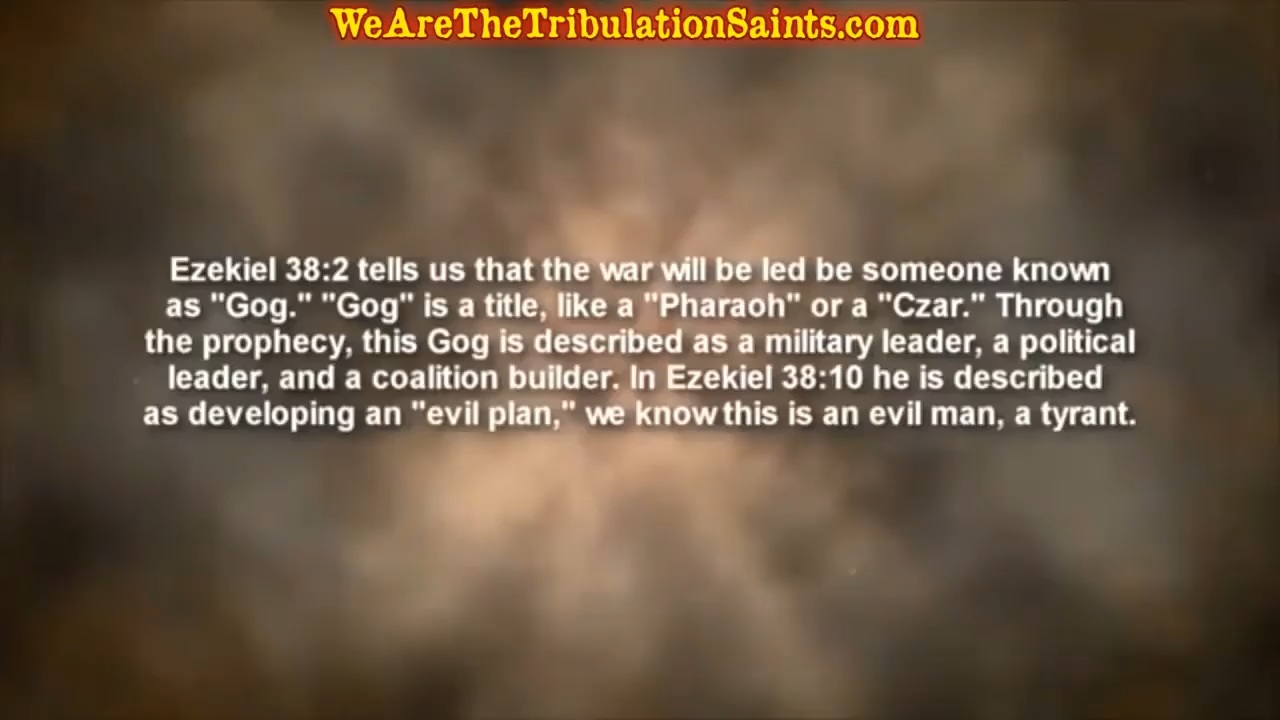 WeAreTheTribulationSaints.com
Ezekiel 38:2 tells us that the war will be led be someone known
as "Gog." "Gog" is a title, like a "Pharaoh" or a "Czar." Through
the prophecy, this Gog is described as a military leader, a political
leader, and a coalition builder. In Ezekiel 38:10 he is described
as developing an "evil plan," we know this is an evil man, a tyrant.